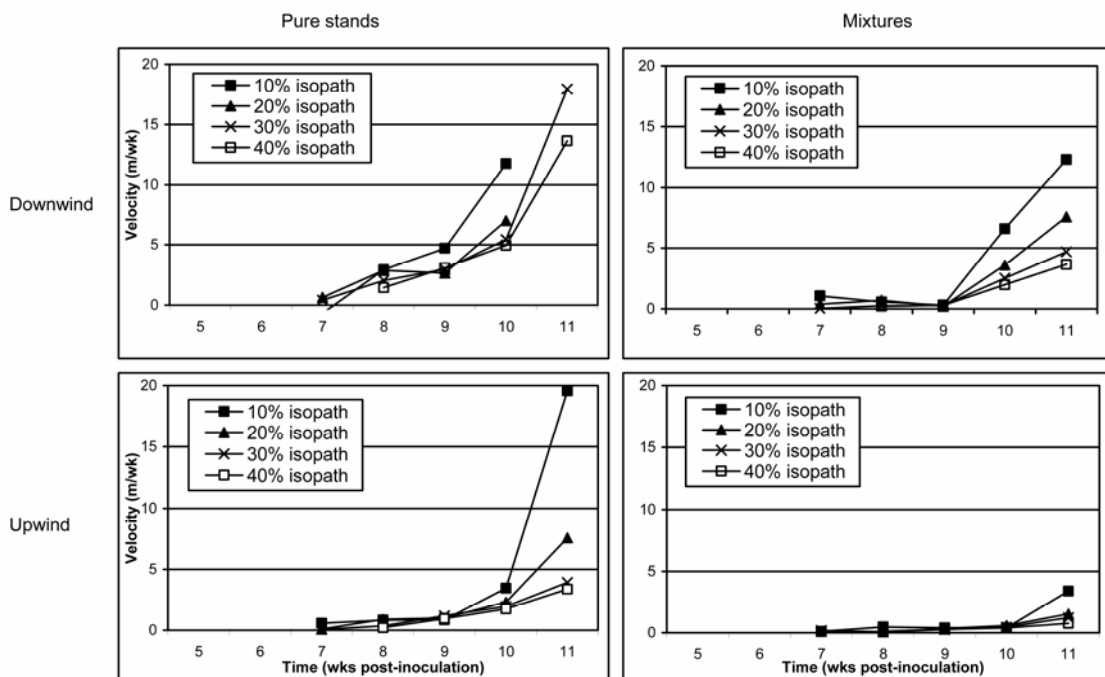 Pure stands
Mixtures
Downwind
Velocity (m/wk)
20
15
10
5
0
10% isopath
20% isopath
30% isopath
40% isopath
5 6 7 8 9 10 11
20
15
10
5
0
10% isopath
20% isopath
30% isopath
40% isopath
5 6 7 8 9 10 11
Upwind
Velocity (m/wk)
20
15
10
5
0
10% isopath
20% isopath
30% isopath
40% isopath
5 6 7 8 9 10 11
Time (wks post-inoculation)
20
15
10
5
0
10% isopath
20% isopath
30% isopath
40% isopath
5 6 7 8 9 10 11
Time (wks post-inoculation)